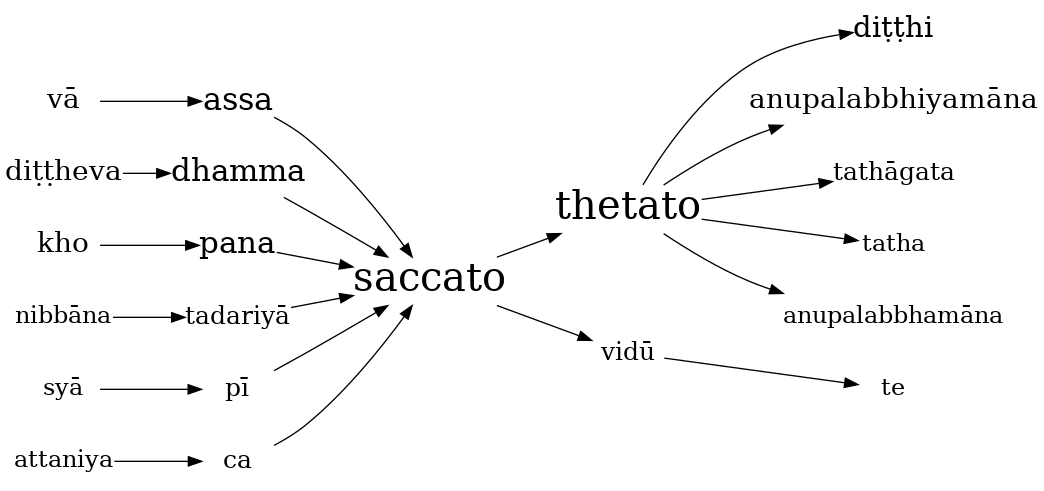 diṭṭhi
vā assa anupalabbhiyamāna
diṭṭheva dhamma tathāgata
thetato
kho pana tatha
saccato
nibbāna tadariyā anupalabbhamāna
vidū
syā pī te
attaniya ca